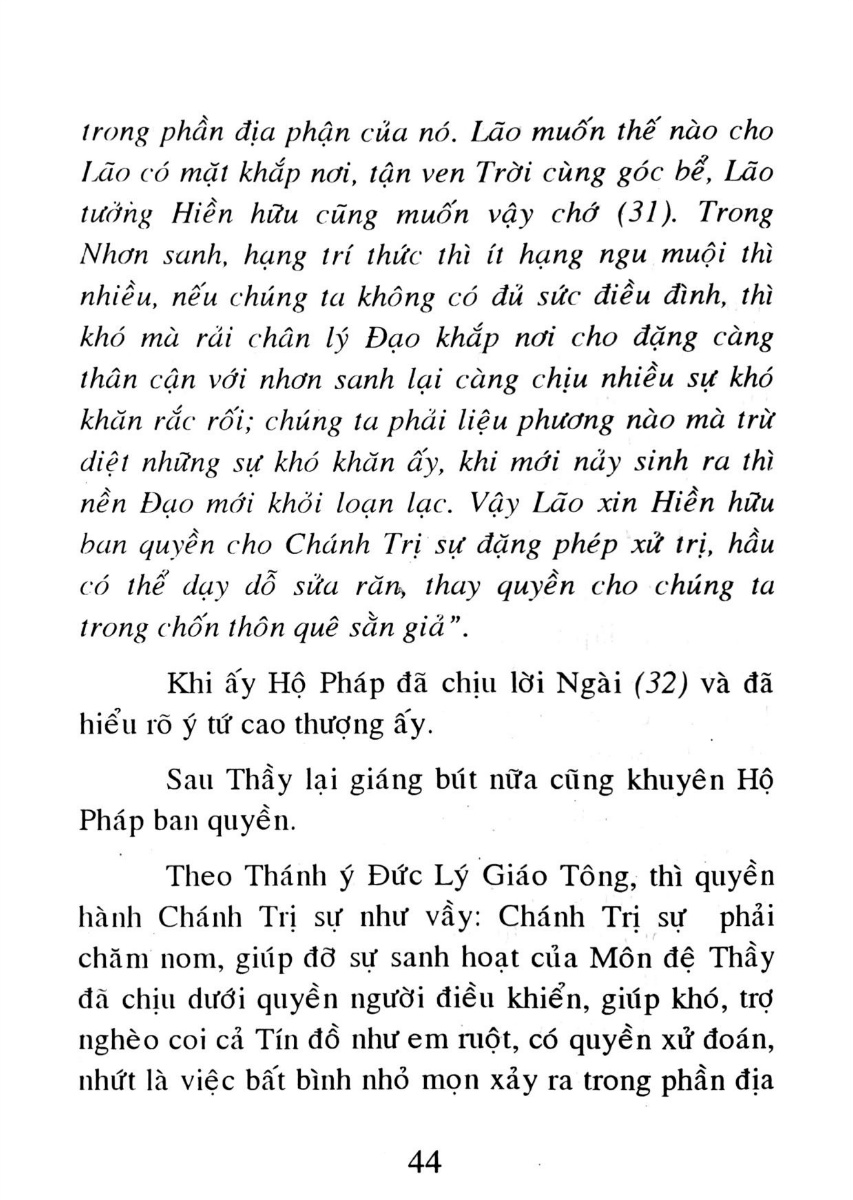 trong phần địa phận của nó. Lão muốn thế nào cho
Lão có mặt khắp nơi, tận ven Trời cùng góc bể, Lão
tưởng Hiền hữu cũng muốn vậy chớ (31). Trong
Nhơn sanh, hạng trí thức thì ít hạng ngu muội thì
nhiều, nếu chúng ta không có đủ sức điều đình, thì
khó mà rải chân lý Đạo khắp nơi cho đặng càng
thân cận với nhơn sanh lại càng chịu nhiều sự khó
khăn rắc rối; chúng ta phải liệu phương nào mà trừ
diệt những sự khó khăn ấy, khi mới nảy sinh ra thì
nền Đạo mới khỏi loạn lạc. Vậy Lão xin Hiền hữu
ban quyền cho Chánh Trị sự đặng phép xử trị, hầu
có thể dạy dỗ sửa răn, thay quyền cho chúng ta
trong chốn thôn quê sằn giả”.
Khi ấy Hộ Pháp đã chịu lời Ngài (32) và đã
hiểu rõ ý tứ cao thượng ấy.
Sau Thầy lại giáng bút nữa cũng khuyên Hộ
Pháp ban quyền.
Theo Thánh ý Đức Lý Giáo Tông, thì quyền
hành Chánh Trị sự như vầy: Chánh Trị sự phải
chăm nom, giúp đỡ sự sanh hoạt của Môn đệ Thầy
đã chịu dưới quyền người điều khiển, giúp khó, trợ
nghèo coi cả Tín đồ như em ruột, có quyền xử đoán,
nhứt là việc bất bình nhỏ mọn xảy ra trong phần địa
44